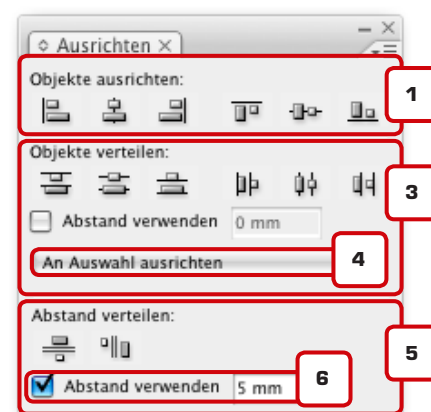 Ausrichten
Objekte ausrichten:
1
Objekte verteilen:
3
Abstand verwenden 0 mm
An Auswahl ausrichten 4
Abstand verteilen:
5
Abstand verwenden 5 mm 6